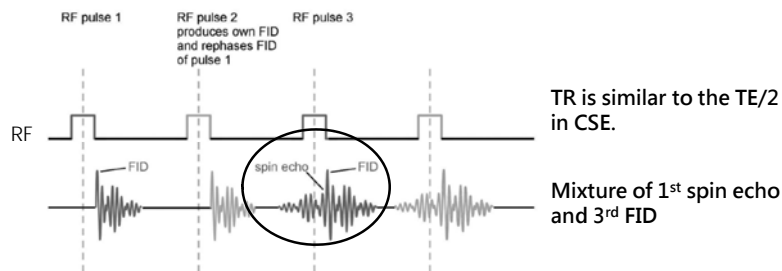 RF pulse 1
RF pulse 2
produces own FID
and rephases FID
of pulse 1
RF pulse 3
RF
TR is similar to the TE/2
in CSE.
FID
spin echo
FID
Mixture of 1st spin echo
and 3rd FID